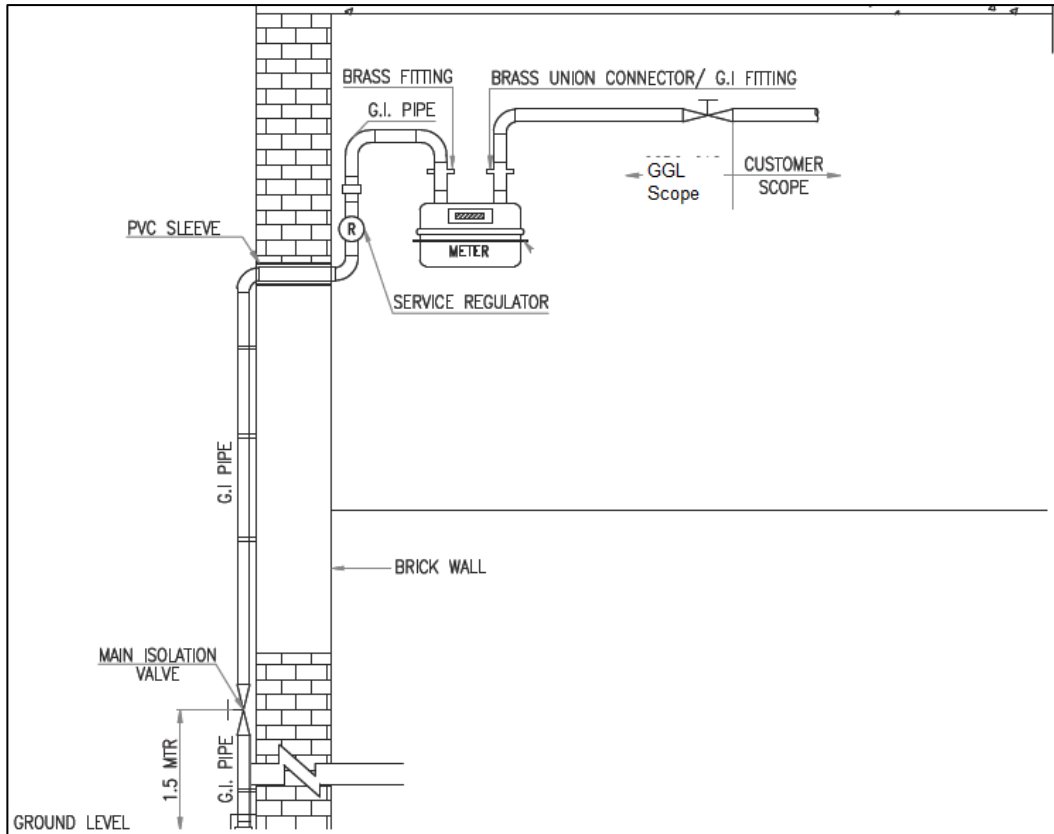 BRASS FITTING
BRASS UNION CONNECTOR/ G.I FITTING
G.I. PIPE
GGL
Scope
CUSTOMER
SCOPE
PVC SLEEVE
R
METER
SERVICE REGULATOR
G.I PIPE
BRICK WALL
MAIN ISOLATION
VALVE
1.5 MTR
G.I. PIPE
GROUND LEVEL